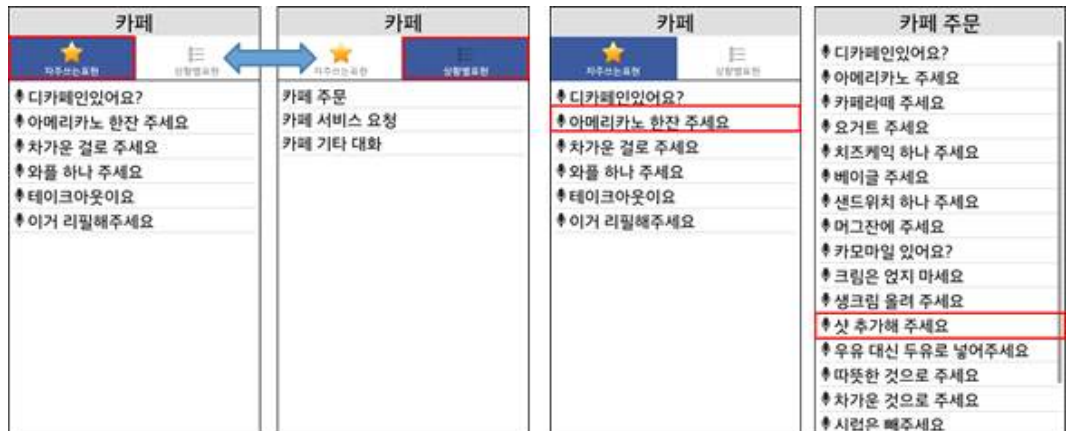 카페
자주쓰는표현
상황별표현
디카페인있어요?
아메리카노 한잔 주세요
차가운 걸로 주세요
와플 하나 주세요
테이크아웃이요
이거 리필해주세요
카페
자주쓰는표현
상황별표현
카페 주문
카페 서비스 요청
카페 기타 대화
카페
자주쓰는표현
상황별표현
디카페인있어요?
아메리카노 한잔 주세요
차가운 걸로 주세요
와플 하나 주세요
테이크아웃이요
이거 리필해주세요
카페 주문
디카페인있어요?
아메리카노 주세요
카페라떼 주세요
요거트 주세요
치즈케익 하나 주세요
베이글 주세요
샌드위치 하나 주세요
머그잔에 주세요
카모마일 있어요?
크림은 얹지 마세요
생크림 올려 주세요
샷 추가해 주세요
우유 대신 두유로 넣어주세요
따뜻한 것으로 주세요
차가운 것으로 주세요
시럽은 빼주세요